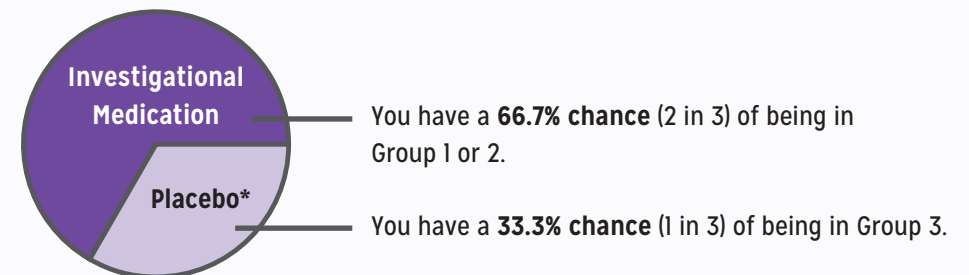 Investigational
Medication
You have a 66.7% chance (2 in 3) of being in
Group 1 or 2.
Placebo*
You have a 33.3% chance (1 in 3) of being in Group 3.